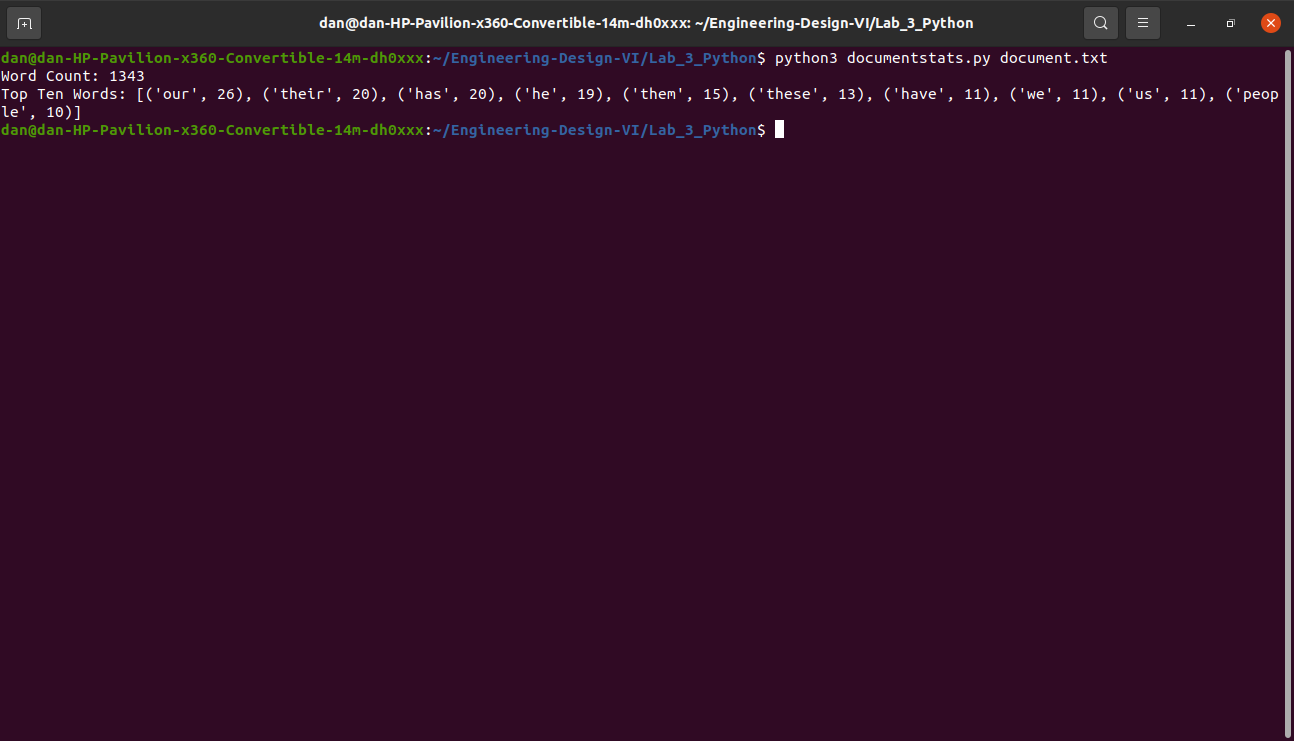 dan@dan-HP-Pavilion-x360-Convertible-14m-dh0xxx: ~/Engineering-Design-VI/Lab_3_Python
dan@dan-HP-Pavilion-x360-Convertible-14m-dh0xxx:~/Engineering-Design-VI/Lab_3_Python$ python3 documentstats.py document.txt
Word Count: 1343
Top Ten Words: [('our', 26), ('their', 20), ('has', 20), ('he', 19), ('them', 15), ('these', 13), ('have', 11), ('we', 11), ('us', 11), ('peop
le', 10)]
dan@dan-HP-Pavilion-x360-Convertible-14m-dh0xxx:~/Engineering-Design-VI/Lab_3_Python$